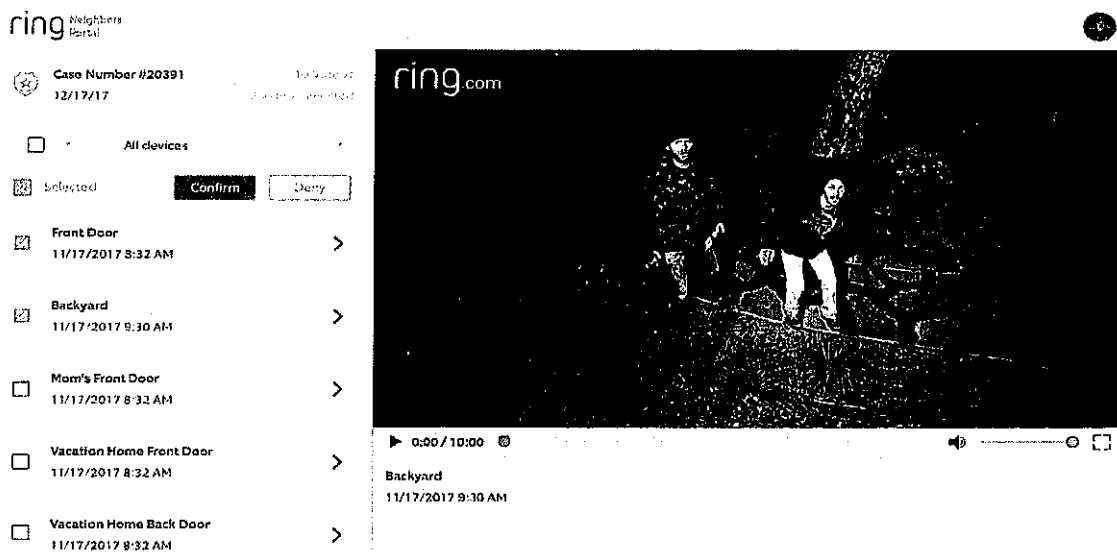 ring Neighbors
Portal
Case Number #20391
12/17/17
All devices
Selected
Confirm
Deny
Front Door
11/17/2017 8:32 AM
Backyard
11/17/2017 9:30 AM
Mom's Front Door
11/17/2017 8:32 AM
Vacation Home Front Door
11/17/2017 8:32 AM
Vacation Home Back Door
11/17/2017 8:32 AM
ring.com
0:00 / 10:00
Backyard
11/17/2017 9:30 AM